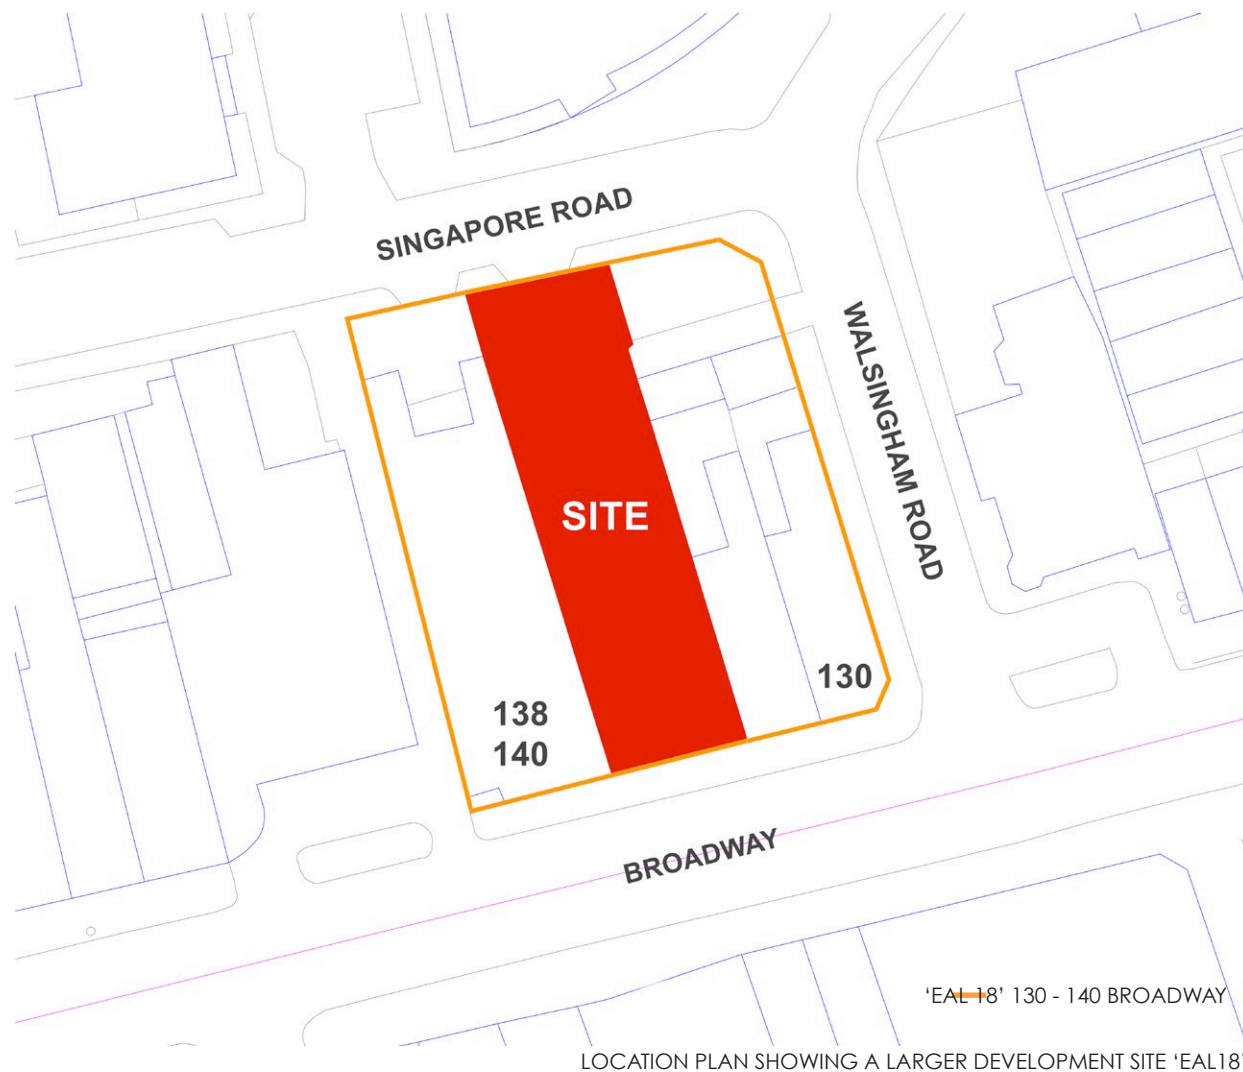 SINGAPORE ROAD
WALSINGHAM ROAD
SITE
130
138
140
BROADWAY
‘EAL 18’ 130 - 140 BROADWAY
LOCATION PLAN SHOWING A LARGER DEVELOPMENT SITE ‘EAL18’